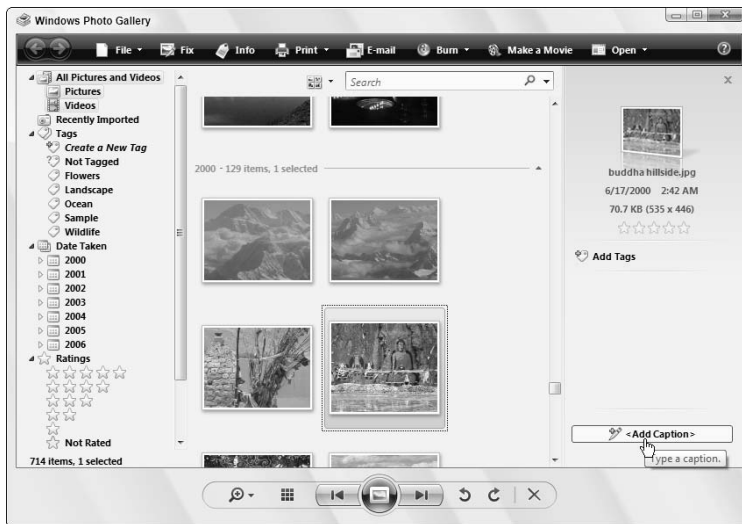 Windows Photo Gallery
File Fix Info Print E-mail Burn Make a Movie Open
All Pictures and Videos
Pictures
Videos
Recently Imported
Tags
Create a New Tag
Not Tagged
Flowers
Landscape
Ocean
Sample
Wildlife
Date Taken
2000
2001
2002
2003
2004
2005
2006
Ratings
Not Rated
714 items, 1 selected
Search
2000 - 129 items, 1 selected
buddha hillside.jpg
6/17/2000 2:42 AM
70.7 KB (535 x 446)
Add Tags
<Add Caption>
Type a caption.